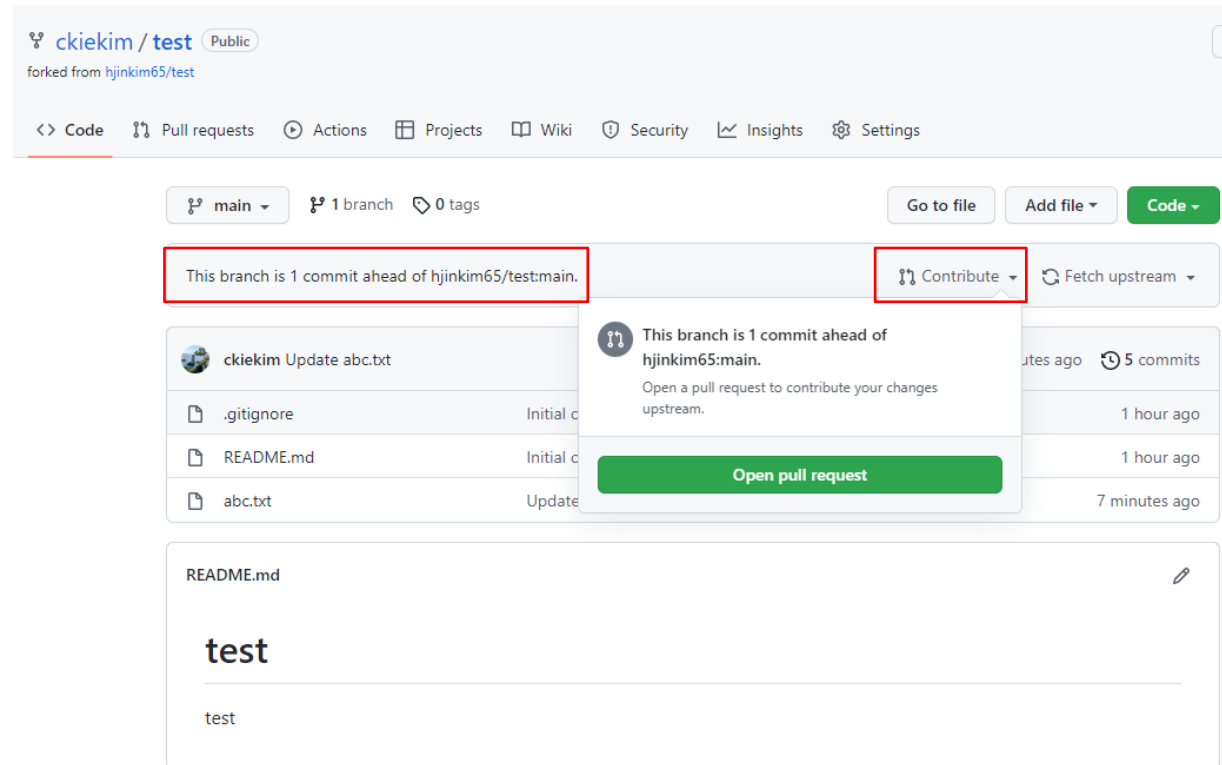 ckiekim / test Public
forked from hjinkim65/test
<> Code Pull requests Actions Projects Wiki Security Insights Settings
main 1 branch 0 tags Go to file Add file Code
This branch is 1 commit ahead of hjinkim65/test:main. Contribute Fetch upstream
This branch is 1 commit ahead of
hjinkim65:main.
Open a pull request to contribute your changes
upstream.
Open pull request
ckiekim Update abc.txt utes ago 5 commits
.gitignore Initial c 1 hour ago
README.md Initial c 1 hour ago
abc.txt Update 7 minutes ago
README.md
test
test